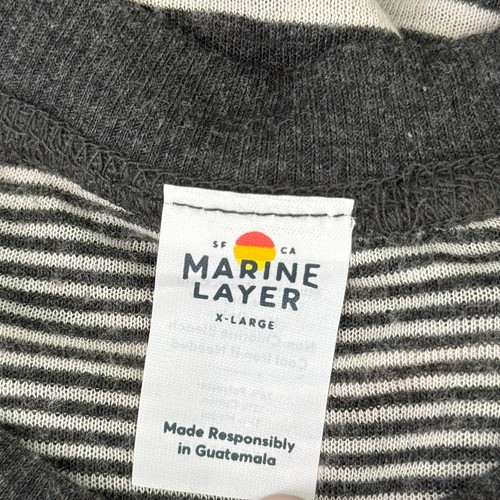 SF CA
MARINE
LAYER
X-LARGE
Made Responsibly
in Guatemala